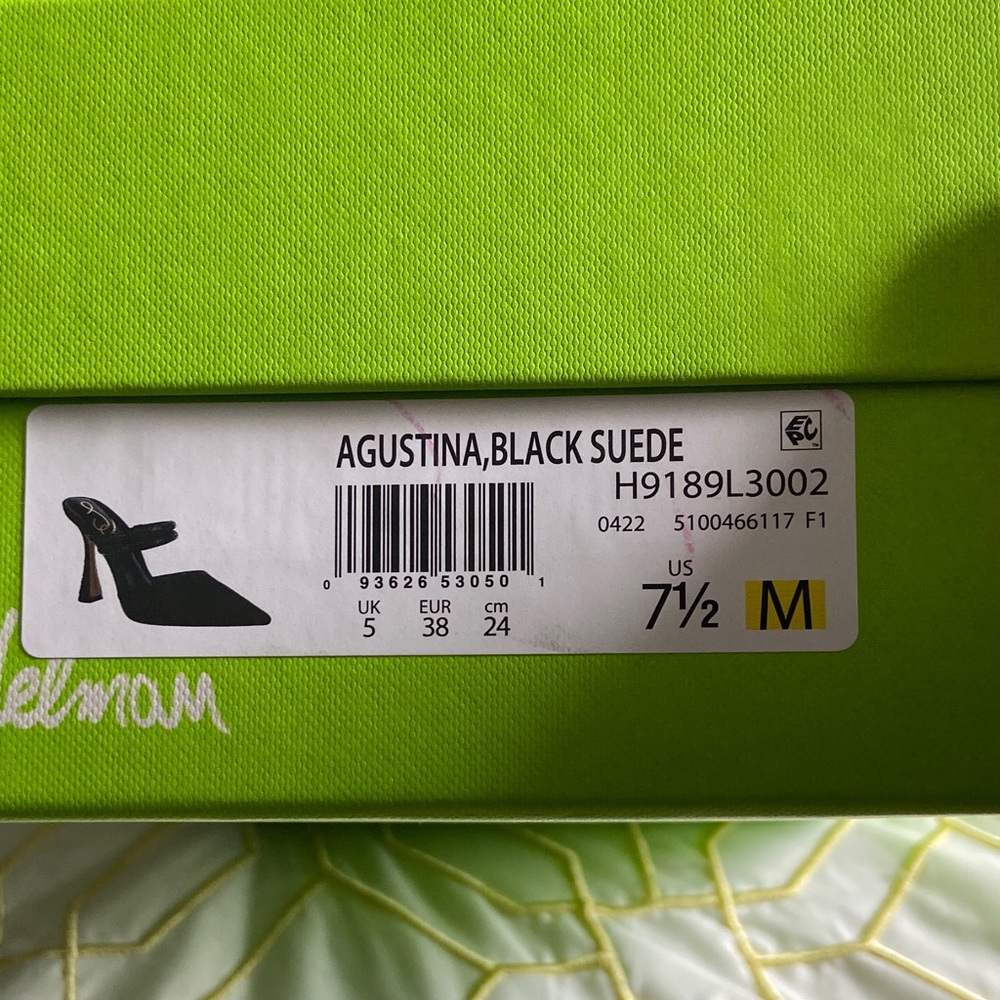 AGUSTINA,BLACK SUEDE
EPC
H9189L3002
0422 5100466117 F1
0 93626 53050 1
US
7½ M
UK EUR cm
5 38 24